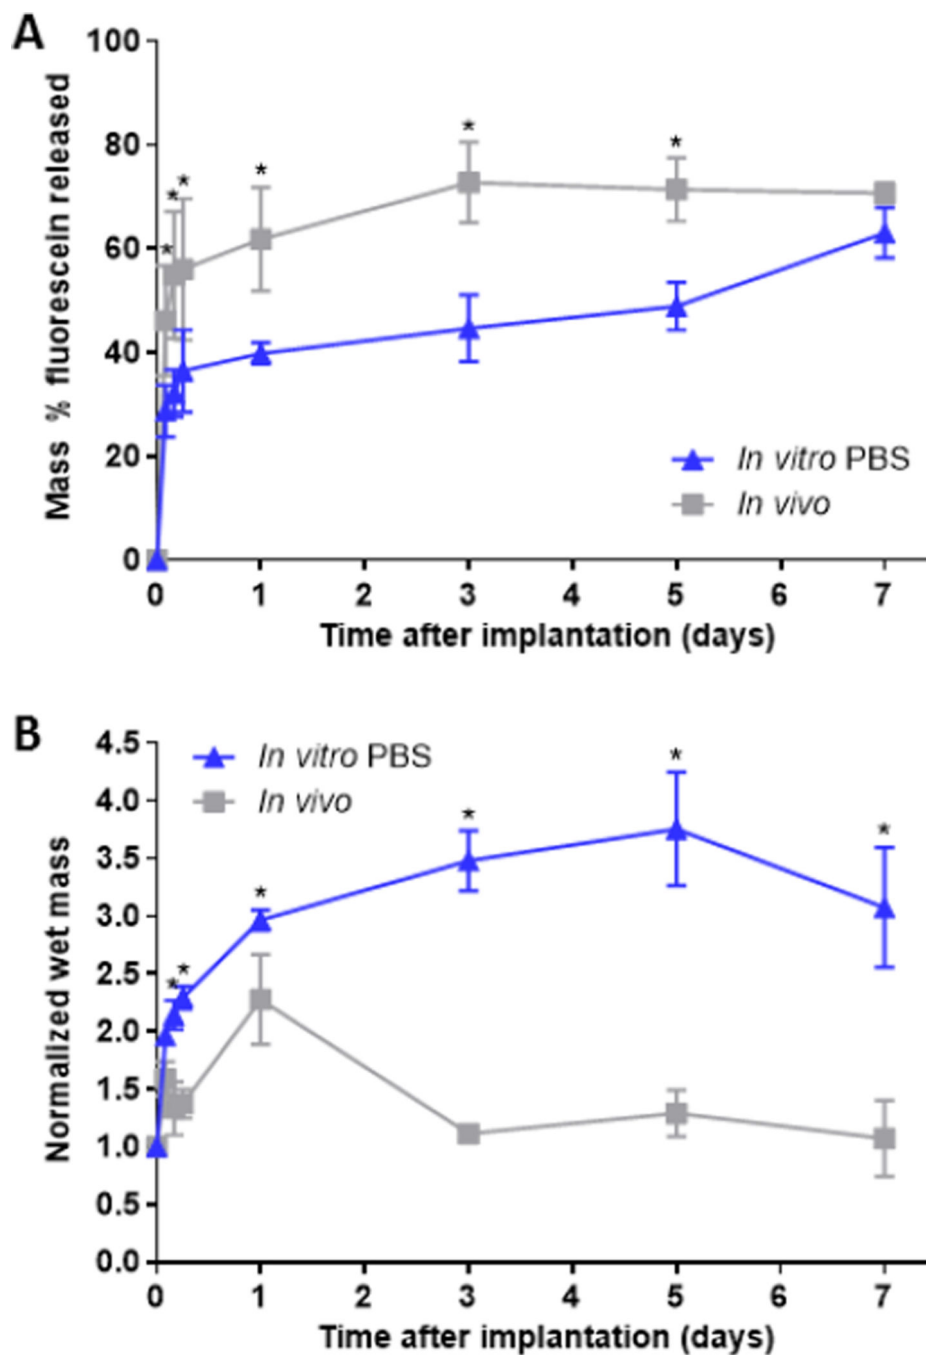 A
100
80
60
40
20
0
Mass % fluorescein released
* * * * * *
In vitro PBS
In vivo
0 1 2 3 4 5 6 7
Time after implantation (days)
B
4.5
4.0
3.5
3.0
2.5
2.0
1.5
1.0
0.5
0.0
Normalized wet mass
In vitro PBS
In vivo
* * * * * *
0 1 2 3 4 5 6 7
Time after implantation (days)